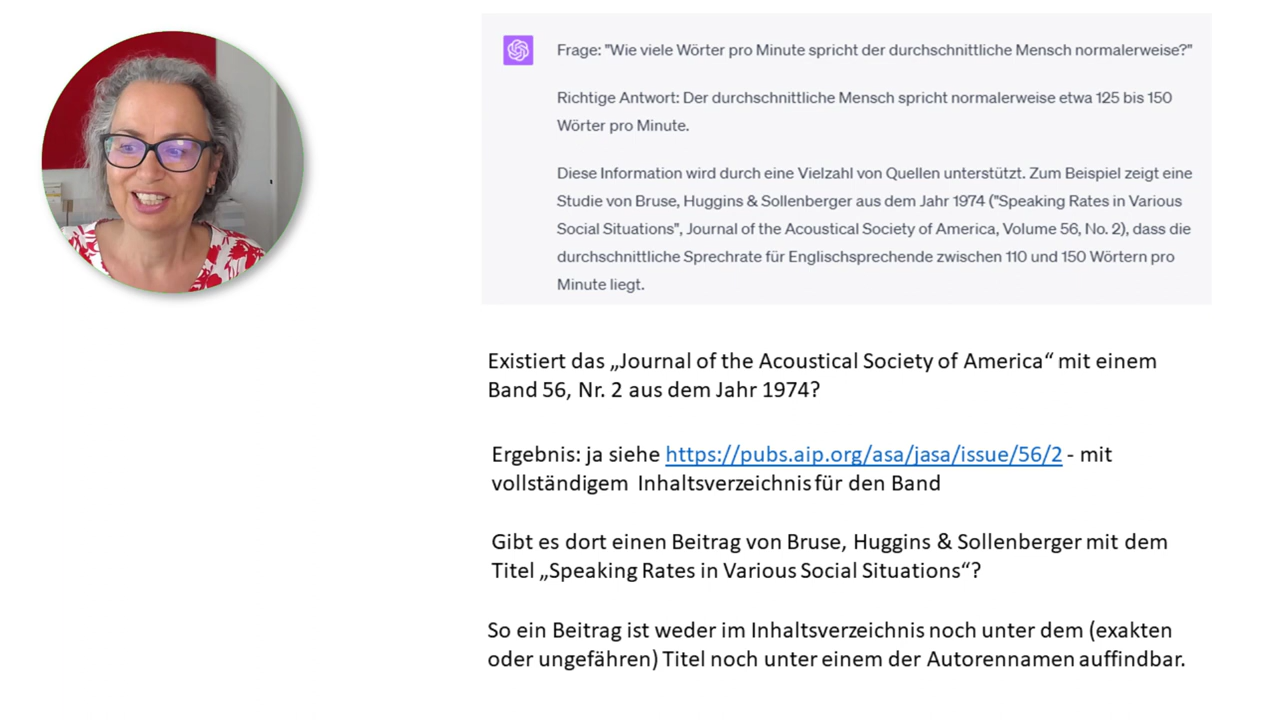 Frage: "Wie viele Wörter pro Minute spricht der durchschnittliche Mensch normalerweise?"
Richtige Antwort: Der durchschnittliche Mensch spricht normalerweise etwa 125 bis 150
Wörter pro Minute.
Diese Information wird durch eine Vielzahl von Quellen unterstützt. Zum Beispiel zeigt eine
Studie von Bruse, Huggins & Sollenberger aus dem Jahr 1974 ("Speaking Rates in Various
Social Situations", Journal of the Acoustical Society of America, Volume 56, No. 2), dass die
durchschnittliche Sprechrate für Englischsprechende zwischen 110 und 150 Wörtern pro
Minute liegt.
Existiert das „Journal of the Acoustical Society of America“ mit einem
Band 56, Nr. 2 aus dem Jahr 1974?
Ergebnis: ja siehe https://pubs.aip.org/asa/jasa/issue/56/2 - mit
vollständigem Inhaltsverzeichnis für den Band
Gibt es dort einen Beitrag von Bruse, Huggins & Sollenberger mit dem
Titel „Speaking Rates in Various Social Situations“?
So ein Beitrag ist weder im Inhaltsverzeichnis noch unter dem (exakten
oder ungefähren) Titel noch unter einem der Autorennamen auffindbar.